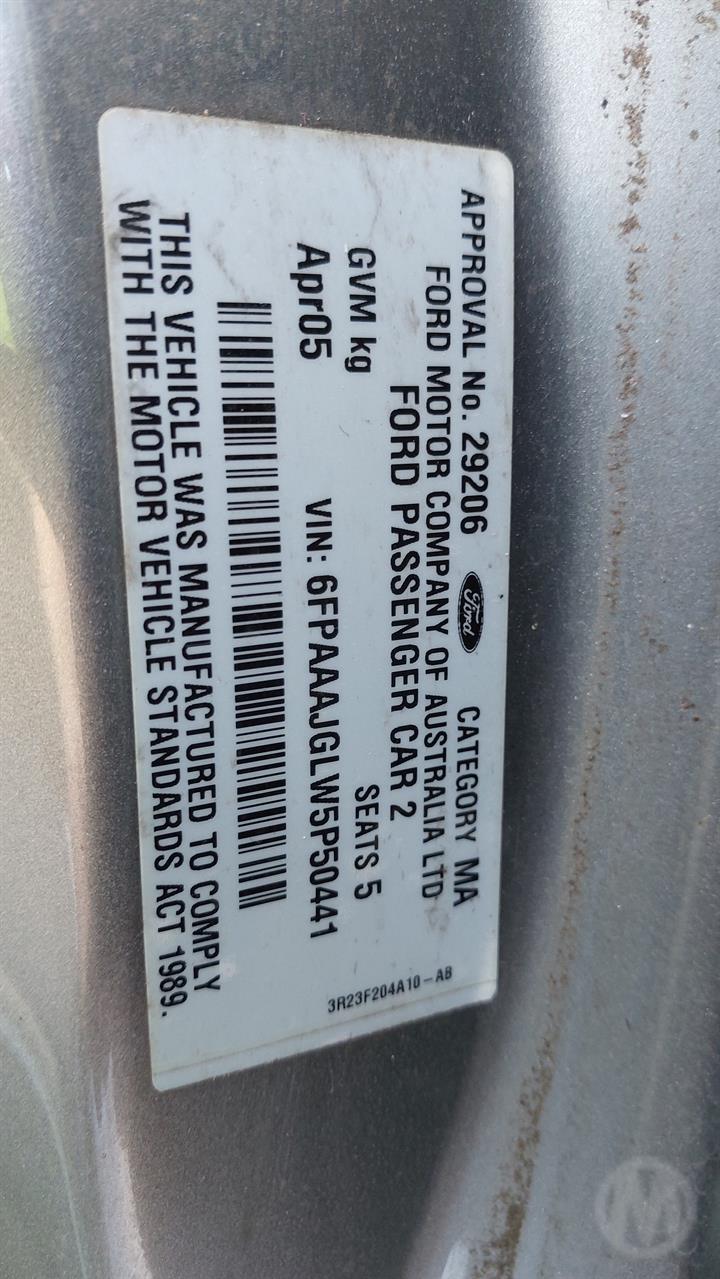 APPROVAL No. 29206 Ford CATEGORY MA
FORD MOTOR COMPANY OF AUSTRALIA LTD
FORD PASSENGER CAR 2
GVM kg SEATS 5
Apr05 VIN: 6FPAAAJGLW5P50441
THIS VEHICLE WAS MANUFACTURED TO COMPLY
WITH THE MOTOR VEHICLE STANDARDS ACT 1989.
3R23F204A10-AB
M